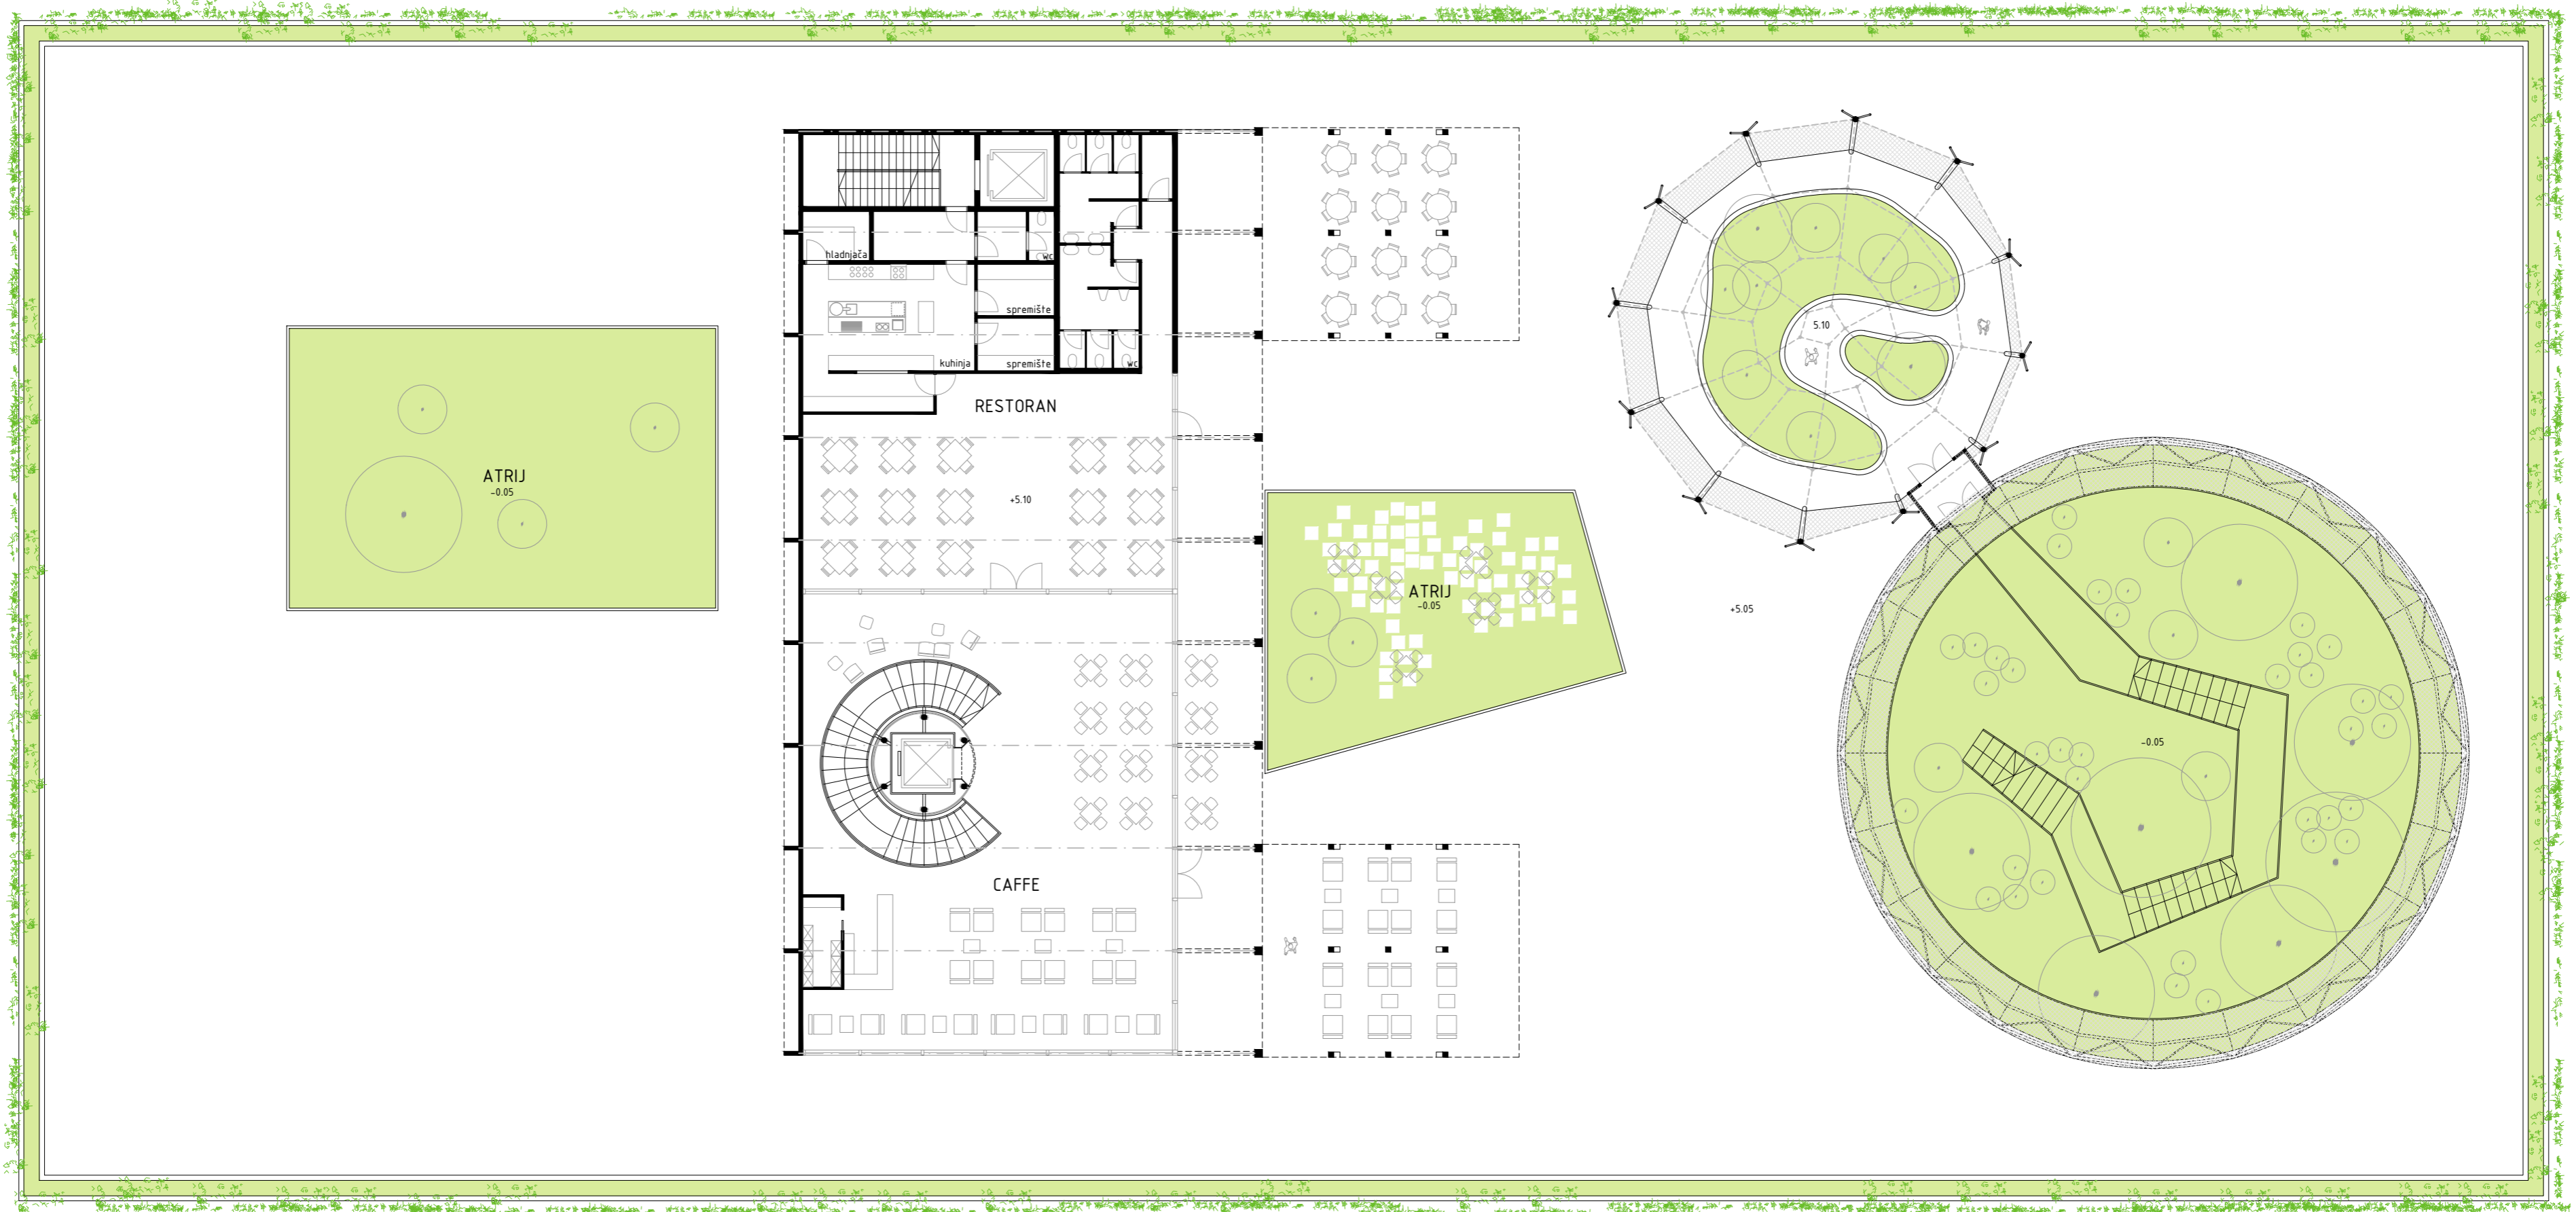 hladnjača
wc
spremište
kuhinja
spremište
wc
5.10
RESTORAN
ATRIJ
-0.05
+5.10
ATRIJ
-0.05
+5.05
-0.05
CAFFE